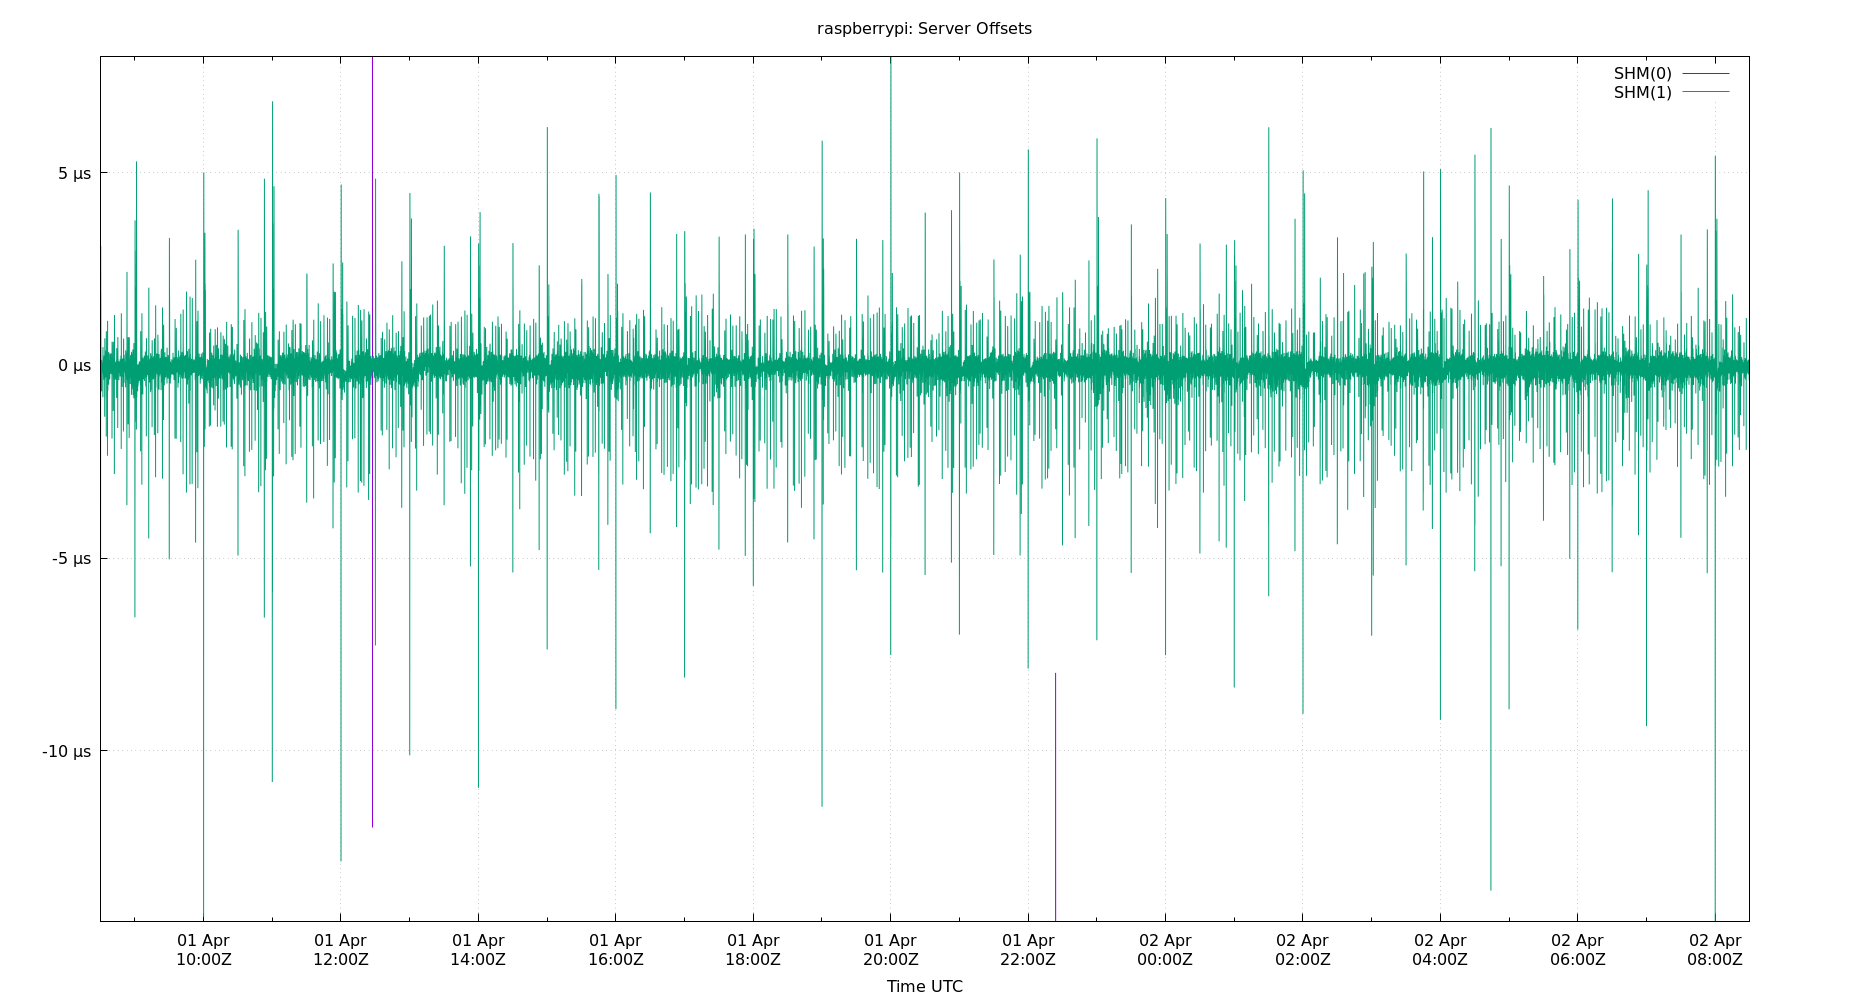 raspberrypi: Server Offsets
SHM(0)
SHM(1)
5 µs
0 µs
-5 µs
-10 µs
01 Apr 01 Apr 01 Apr 01 Apr 01 Apr 01 Apr 01 Apr 02 Apr 02 Apr 02 Apr 02 Apr 02 Apr
10:00Z 12:00Z 14:00Z 16:00Z 18:00Z 20:00Z 22:00Z 00:00Z 02:00Z 04:00Z 06:00Z 08:00Z
Time UTC